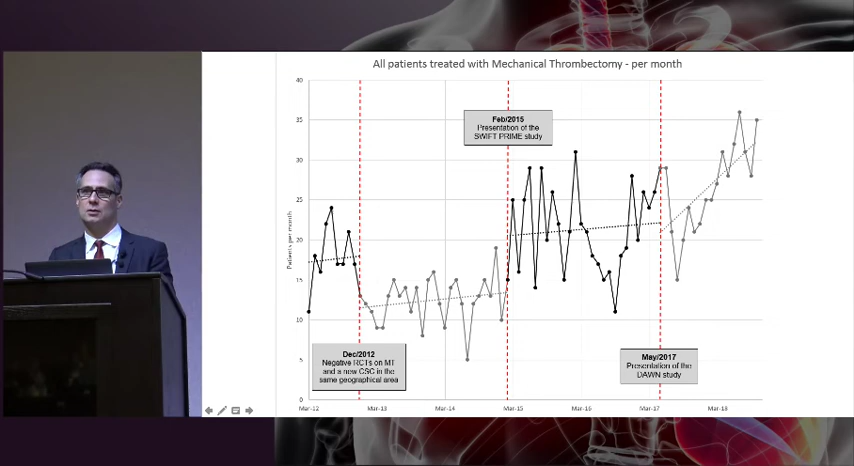 All patients treated with Mechanical Thrombectomy - per month
40
35
30
25
20
15
10
5
0
Patients per month
Feb/2015
Presentation of the
SWIFT PRIME study
Dec/2012
Negative RCTs on MT
and a new CSC in the
same geographical area
May/2017
Presentation of the
DAWN study
Mar-12
Mar-13
Mar-14
Mar-15
Mar-16
Mar-17
Mar-18